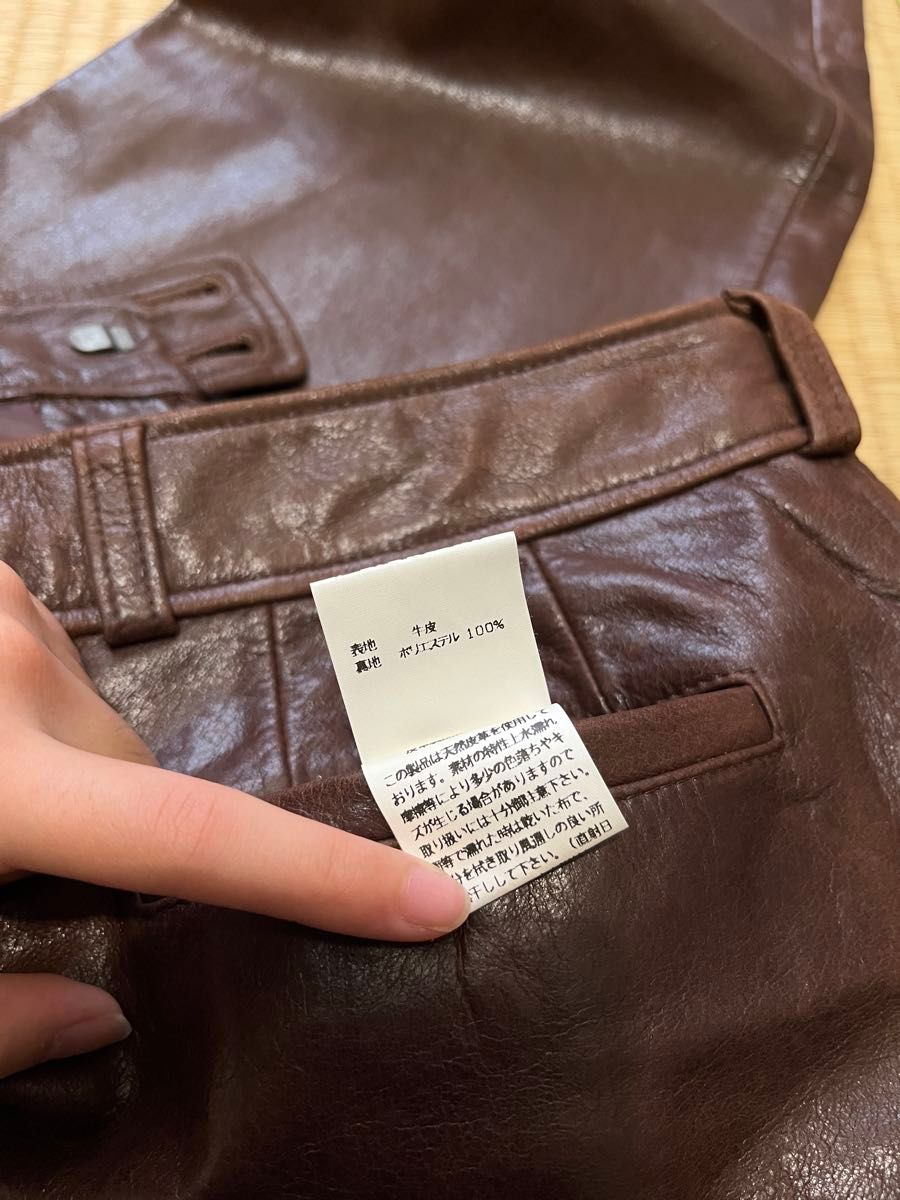 表地 牛皮
裏地 ポリエステル 100%
この製品は天然皮革を使用して
おります。素材の特性上水濡れ
摩擦等により多少の色落ちやキ
ズが生じる場合がありますので
取り扱いには十分御注意下さい。
等で濡れた時は乾いた布で、
分を拭き取り風通しの良い所
干しして下さい。(直射日